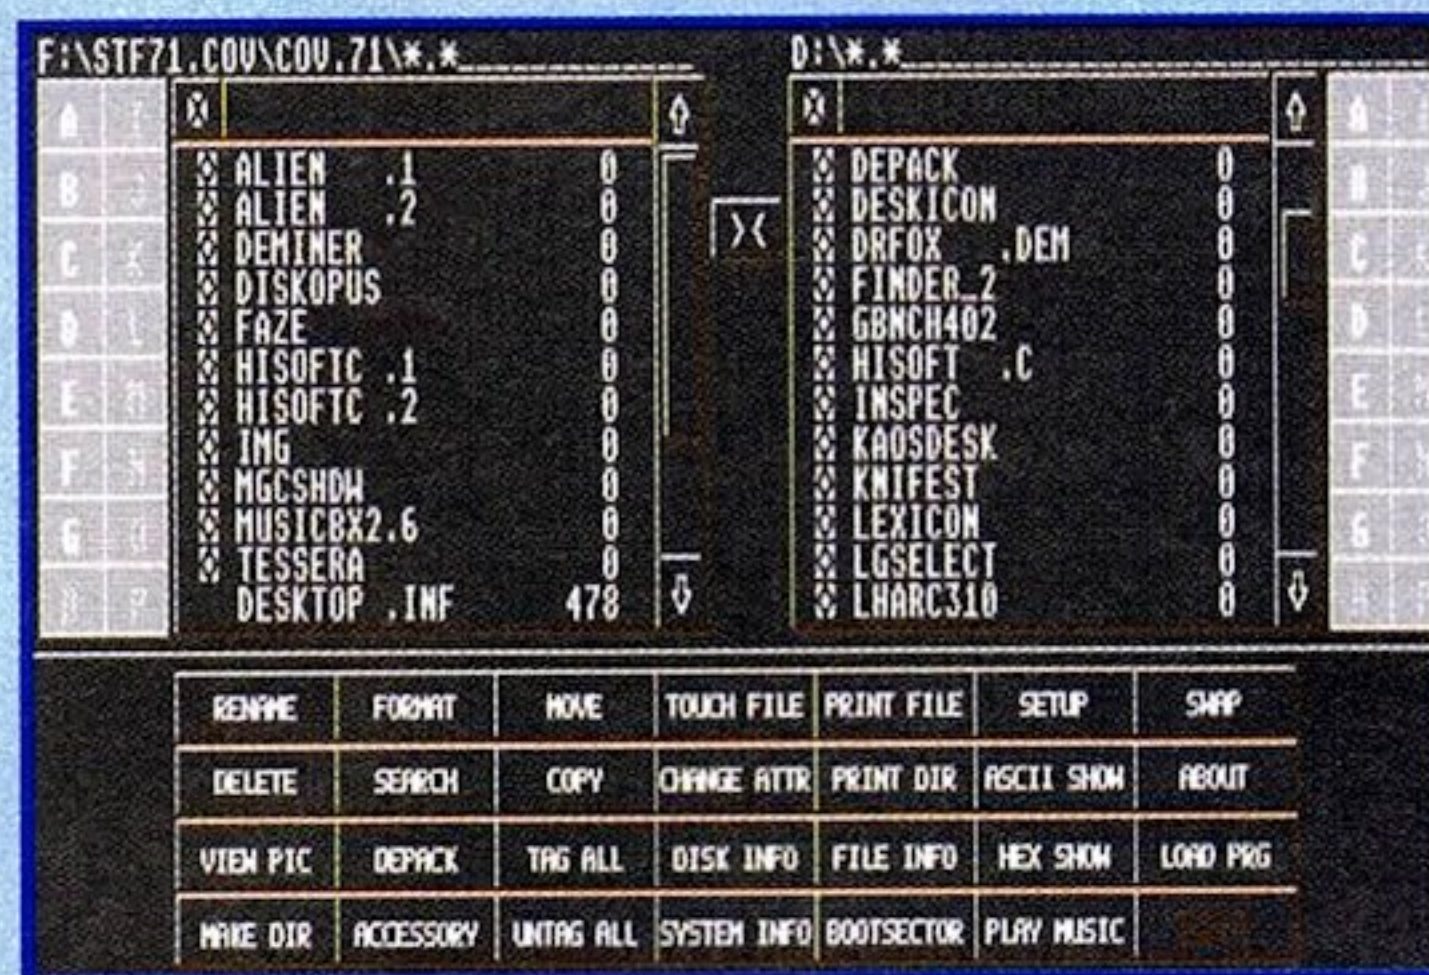 F:\STF71.COV\COV.71\*.*
D:\*.*
A
B
C
D
E
F
G
ALIEN .1 0
ALIEN .2 0
DEMINER 0
DISKOPUS 0
FAZE 0
HISOFTC .1 0
HISOFTC .2 0
IMG 0
MGCSHOW 0
MUSICBX2.6 0
TESSERA 0
DESKTOP .INF 478
DEPACK 0
DESKICON 0
DRFOX .DEM 0
FINDER_2 0
GBNCH402 0
HISOFT .C 0
INSPEC 0
KAOSDESK 0
KNIFEST 0
LEXICON 0
LGSELECT 0
LHARC310 0
A
B
C
D
E
F
G
RENAME FORMAT MOVE TOUCH FILE PRINT FILE SETUP SWAP
DELETE SEARCH COPY CHANGE ATTR PRINT DIR ASCII SHOW ABOUT
VIEW PIC DEPACK TAG ALL DISK INFO FILE INFO HEX SHOW LOAD PRG
MAKE DIR ACCESSORY UNTAG ALL SYSTEM INFO BOOTSECTOR PLAY MUSIC